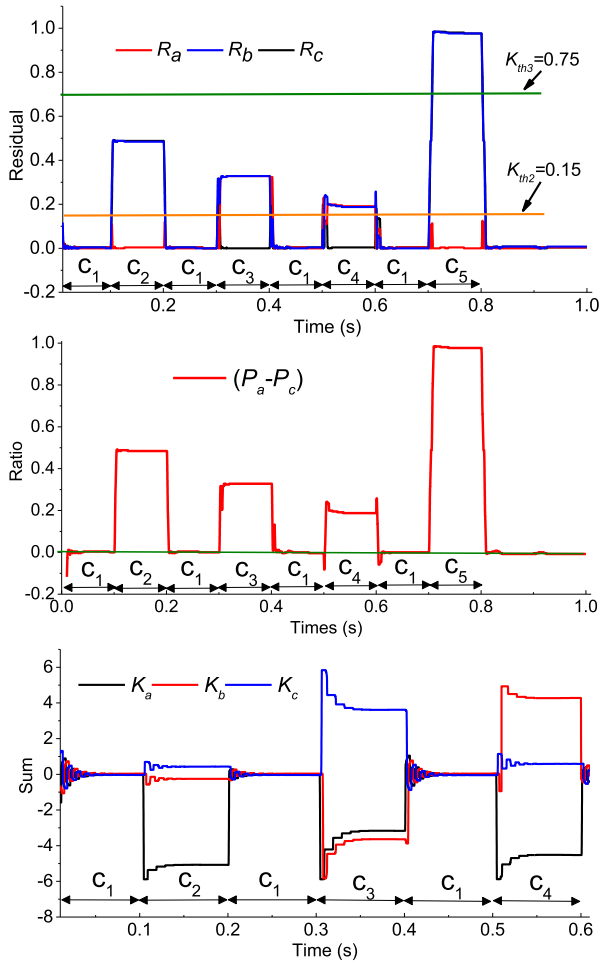 1.0
0.8
0.6
0.4
0.2
0.0
-0.2
Residual
Ra Rb Rc
Kth3=0.75
Kth2=0.15
C1 C2 C1 C3 C1 C4 C1 C5
0.2 0.4 0.6 0.8 1.0
Time (s)
1.0
0.8
0.6
0.4
0.2
0.0
-0.2
Ratio
(Pa-Pc)
C1 C2 C1 C3 C1 C4 C1 C5
0.0 0.2 0.4 0.6 0.8 1.0
Times (s)
6
4
2
0
-2
-4
-6
-8
Sum
Ka Kb Kc
C1 C2 C1 C3 C1 C4
0.1 0.2 0.3 0.4 0.5 0.6
Time (s)